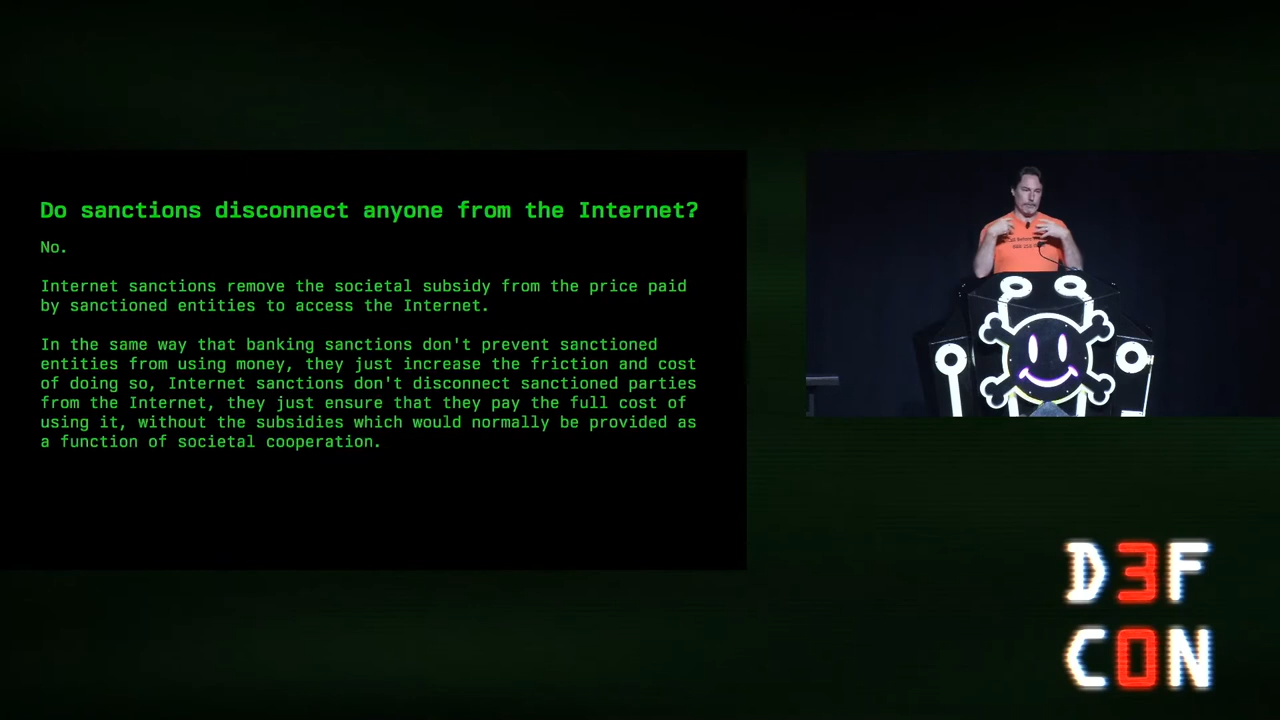 Do sanctions disconnect anyone from the Internet?
No.
Internet sanctions remove the societal subsidy from the price paid
by sanctioned entities to access the Internet.
In the same way that banking sanctions don't prevent sanctioned
entities from using money, they just increase the friction and cost
of doing so, Internet sanctions don't disconnect sanctioned parties
from the Internet, they just ensure that they pay the full cost of
using it, without the subsidies which would normally be provided as
a function of societal cooperation.
D3F
C0N